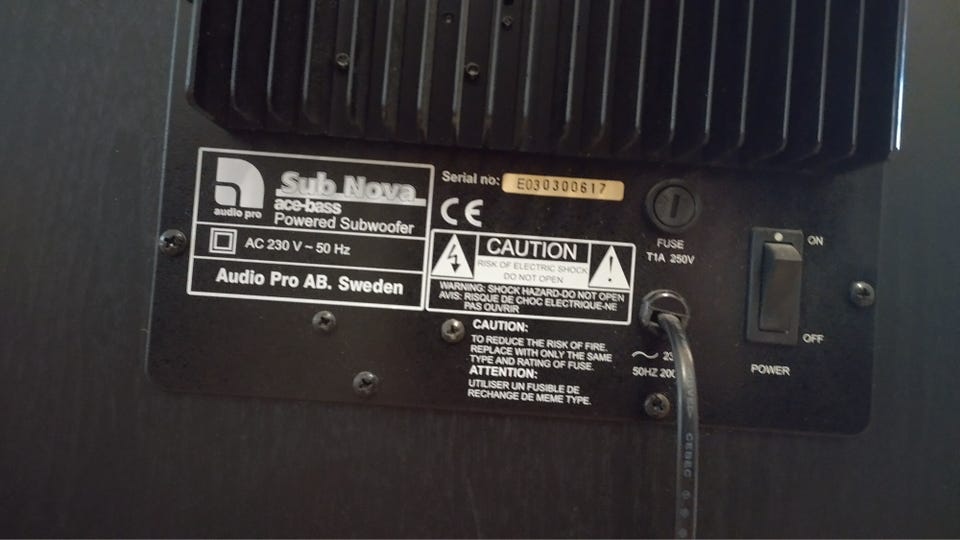 audio pro
Sub Nova
ace-bass
Powered Subwoofer
AC 230 V ~ 50 Hz
Audio Pro AB. Sweden
Serial no: E030300617
CE
CAUTION
RISK OF ELECTRIC SHOCK
DO NOT OPEN
WARNING: SHOCK HAZARD-DO NOT OPEN
AVIS: RISQUE DE CHOC ELECTRIQUE-NE
PAS OUVRIR
CAUTION:
TO REDUCE THE RISK OF FIRE.
REPLACE WITH ONLY THE SAME
TYPE AND RATING OF FUSE.
ATTENTION:
UTILISER UN FUSIBLE DE
RECHANGE DE MEME TYPE.
FUSE
T1A 250V
50HZ
ON
OFF
POWER